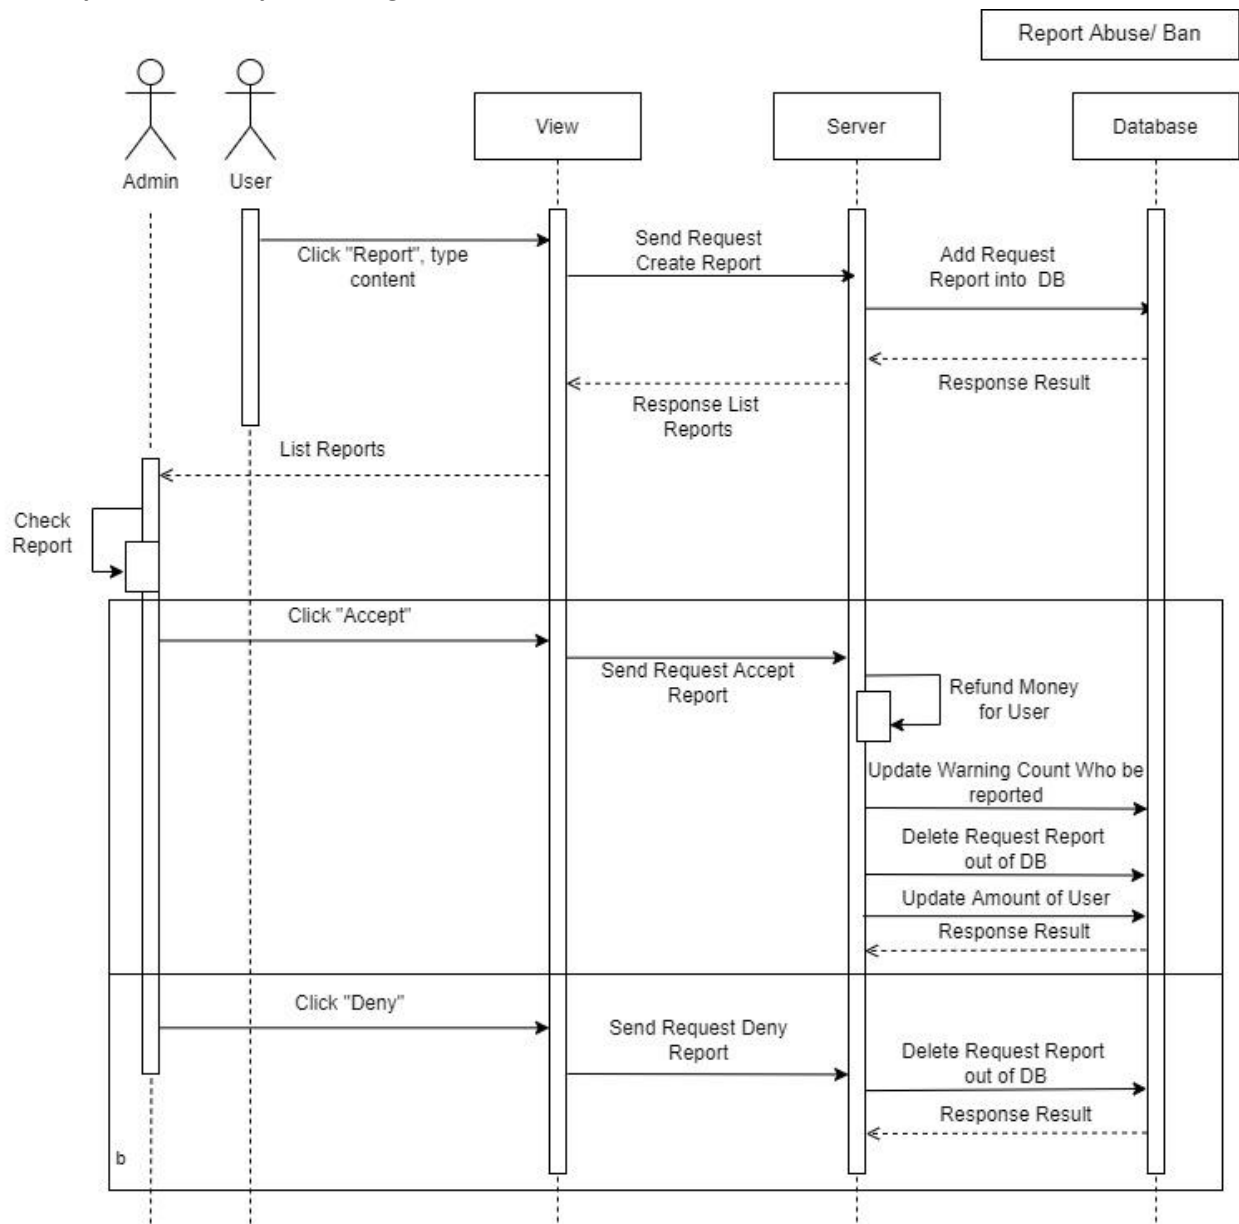 Report Abuse/ Ban
View
Server
Database
Admin
User
Click "Report", type
content
Send Request
Create Report
Add Request
Report into  DB
Response Result
Response List
Reports
List Reports
Check
Report
Click "Accept"
Send Request Accept
Report
Refund Money
for User
Update Warning Count Who be
reported
Delete Request Report
out of DB
Update Amount of User
Response Result
Click "Deny"
Send Request Deny
Report
Delete Request Report
out of DB
Response Result
b